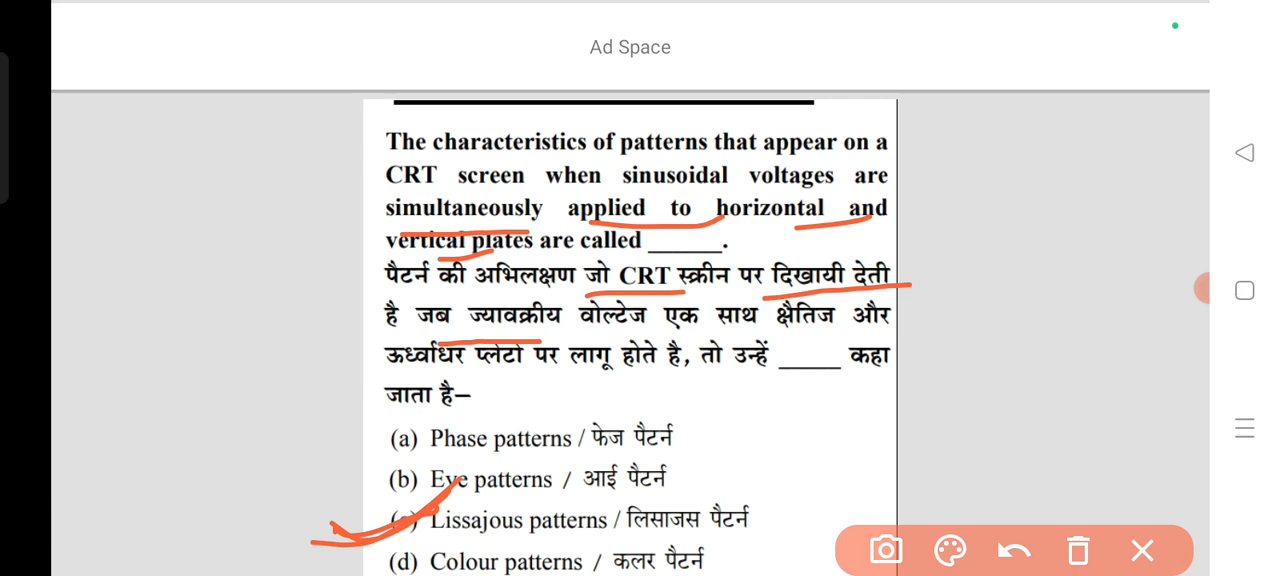 Ad Space
The characteristics of patterns that appear on a
CRT screen when sinusoidal voltages are
simultaneously applied to horizontal and
vertical plates are called ______.
पैटर्न की अभिलक्षण जो CRT स्क्रीन पर दिखायी देती
है जब ज्यावक्रीय वोल्टेज एक साथ क्षैतिज और
ऊर्ध्वाधर प्लेटो पर लागू होते है, तो उन्हें _____ कहा
जाता है–
(a) Phase patterns / फेज पैटर्न
(b) Eye patterns / आई पैटर्न
(c) Lissajous patterns / लिसाजस पैटर्न
(d) Colour patterns / कलर पैटर्न